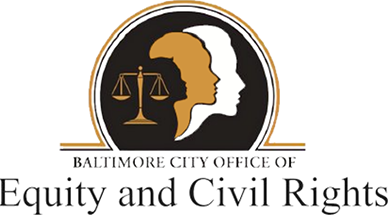 BALTIMORE CITY OFFICE OF
Equity and Civil Rights